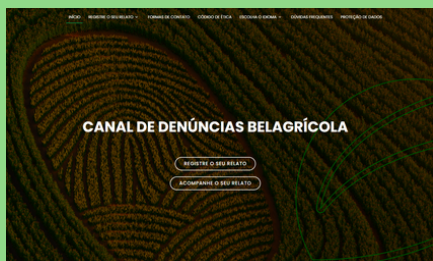 INÍCIO REGISTRE O SEU RELATO FORMAS DE CONTATO CÓDIGO DE ÉTICA ESCOLHA O IDIOMA DÚVIDAS FREQUENTES PROTEÇÃO DE DADOS
CANAL DE DENÚNCIAS BELAGRÍCOLA
REGISTRE O SEU RELATO
ACOMPANHE O SEU RELATO